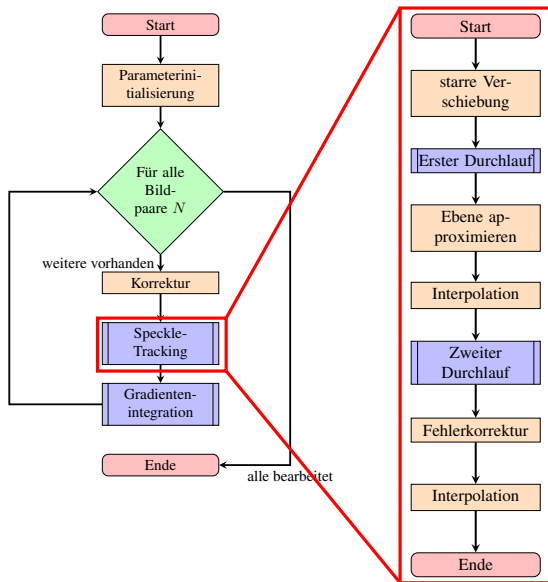 Start
Parameterini-
tialisierung
Für alle
Bild-
paare N
weitere vorhanden
Korrektur
Speckle-
Tracking
Gradienten-
integration
Ende
alle bearbeitet
Start
starre Ver-
schiebung
Erster Durchlauf
Ebene ap-
proximieren
Interpolation
Zweiter
Durchlauf
Fehlerkorrektur
Interpolation
Ende